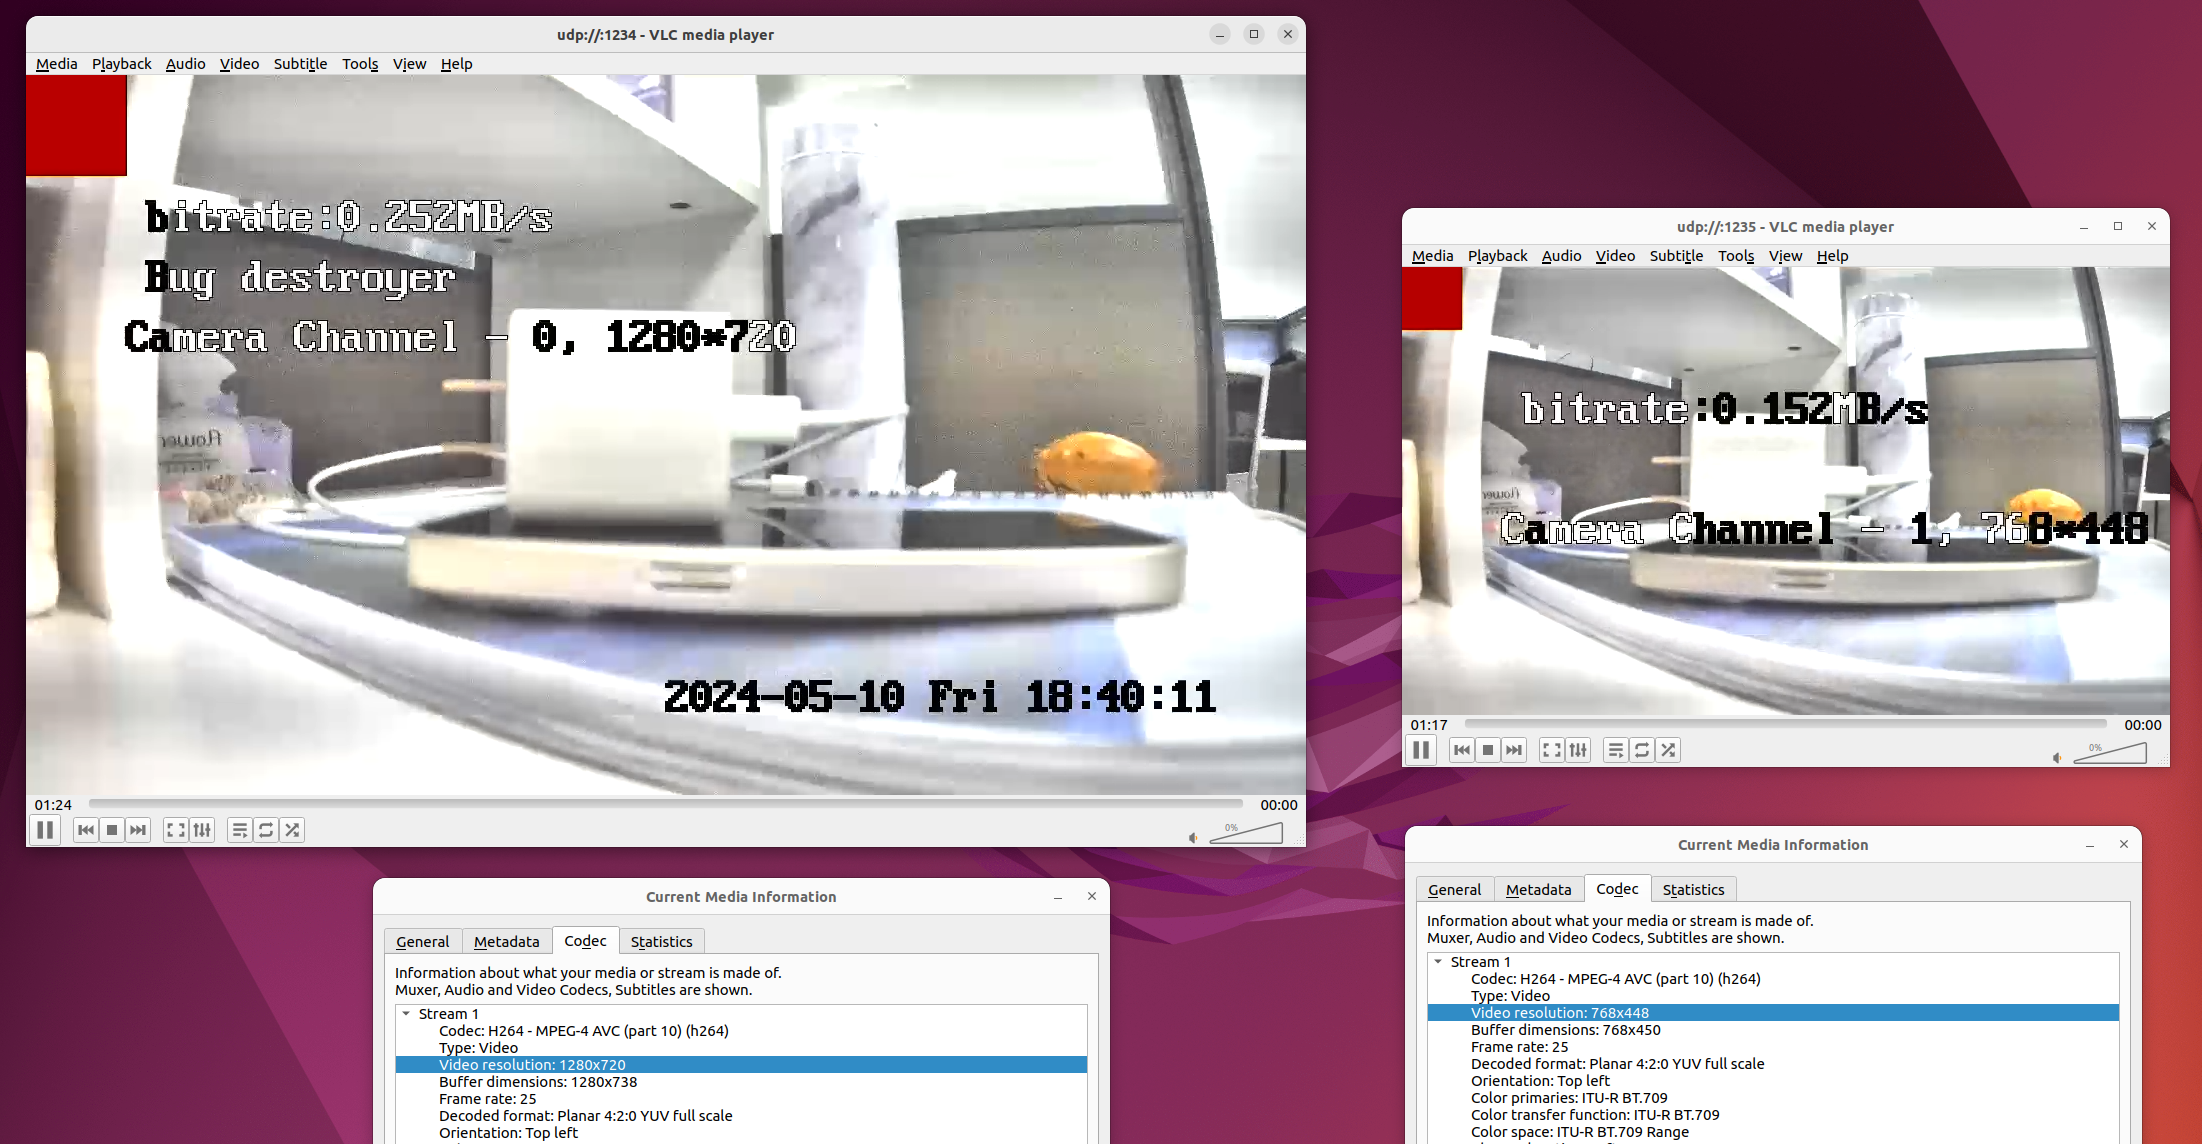 udp://:1234 - VLC media player
Media Playback Audio Video Subtitle Tools View Help
bitrate:0.252MB/s
Bug destroyer
Camera Channel - 0, 1280*720
flower
2024-05-10 Fri 18:40:11
01:24 00:00
0%
udp://:1235 - VLC media player
Media Playback Audio Video Subtitle Tools View Help
bitrate:0.152MB/s
flower
Camera Channel - 1, 768*448
01:17 00:00
0%
Current Media Information
General Metadata Codec Statistics
Information about what your media or stream is made of.
Muxer, Audio and Video Codecs, Subtitles are shown.
Stream 1
Codec: H264 - MPEG-4 AVC (part 10) (h264)
Type: Video
Video resolution: 1280x720
Buffer dimensions: 1280x738
Frame rate: 25
Decoded format: Planar 4:2:0 YUV full scale
Orientation: Top left
Current Media Information
General Metadata Codec Statistics
Information about what your media or stream is made of.
Muxer, Audio and Video Codecs, Subtitles are shown.
Stream 1
Codec: H264 - MPEG-4 AVC (part 10) (h264)
Type: Video
Video resolution: 768x448
Buffer dimensions: 768x450
Frame rate: 25
Decoded format: Planar 4:2:0 YUV full scale
Orientation: Top left
Color primaries: ITU-R BT.709
Color transfer function: ITU-R BT.709
Color space: ITU-R BT.709 Range